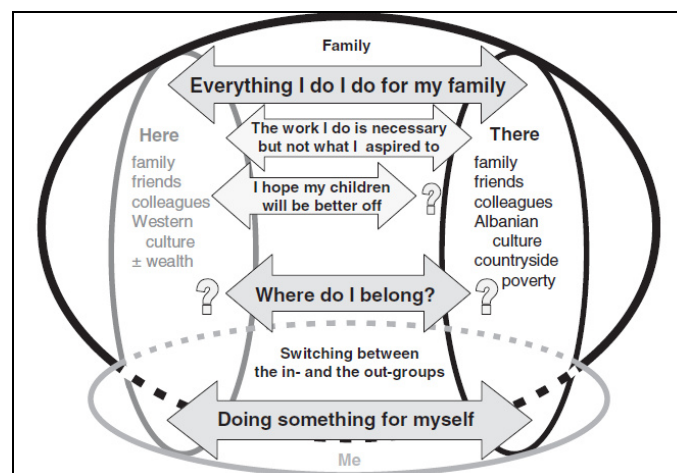 Family
Everything I do I do for my family
The work I do is necessary
but not what I aspired to
Here
family
friends
colleagues
Western
culture
± wealth
There
family
friends
colleagues
Albanian
culture
countryside
poverty
I hope my children
will be better off
?
?
Where do I belong?
?
Switching between
the in- and the out-groups
Doing something for myself
Me